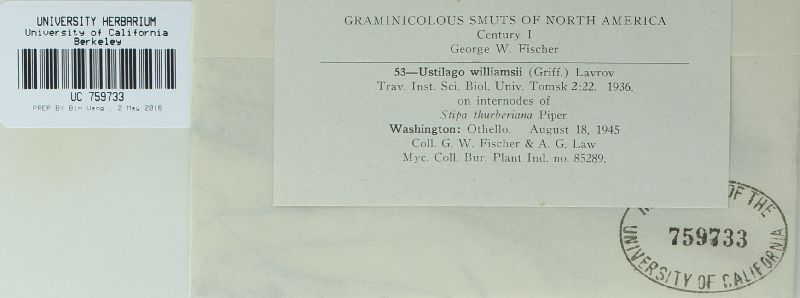 UNIVERSITY HERBARIUM
University of California
Berkeley
UC 759733
PREP BY Bin Wang , 2 May 2016
GRAMINICOLOUS SMUTS OF NORTH AMERICA
Century I
George W. Fischer
53—Ustilago williamsii (Griff.) Lavrov
Trav. Inst. Sci. Biol. Univ. Tomsk 2:22. 1936.
on internodes of
Stipa thurberiana Piper
Washington: Othello. August 18, 1945
Coll. G. W. Fischer & A. G. Law
Myc. Coll. Bur. Plant Ind. no. 85289.
OF THE
759733
UNIVERSITY OF CALIFORNIA